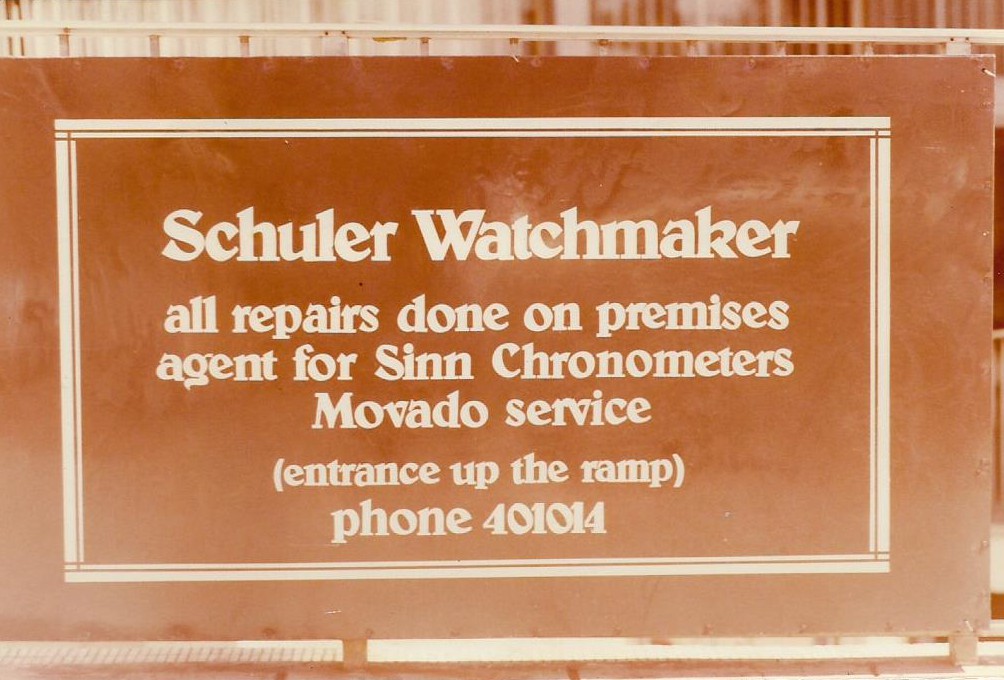 Schuler Watchmaker
all repairs done on premises
agent for Sinn Chronometers
Movado service
(entrance up the ramp)
phone 401014